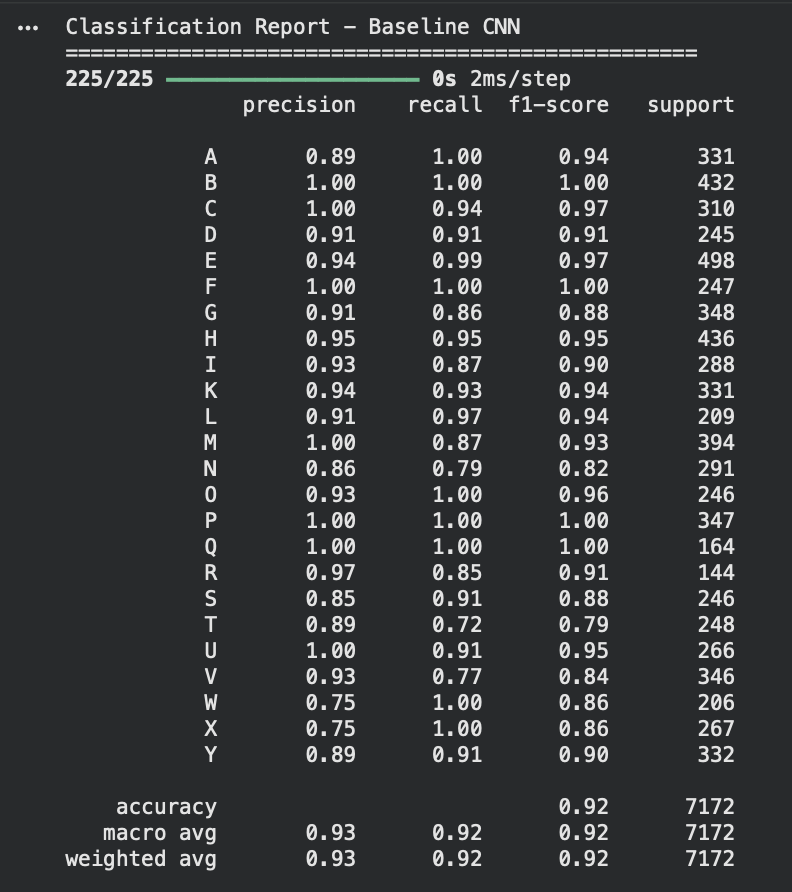 ••• Classification Report – Baseline CNN
==================================================
225/225 ━━━━━━━━━━━━━━━━━━━━ 0s 2ms/step
precision recall f1-score support
A 0.89 1.00 0.94 331
B 1.00 1.00 1.00 432
C 1.00 0.94 0.97 310
D 0.91 0.91 0.91 245
E 0.94 0.99 0.97 498
F 1.00 1.00 1.00 247
G 0.91 0.86 0.88 348
H 0.95 0.95 0.95 436
I 0.93 0.87 0.90 288
K 0.94 0.93 0.94 331
L 0.91 0.97 0.94 209
M 1.00 0.87 0.93 394
N 0.86 0.79 0.82 291
O 0.93 1.00 0.96 246
P 1.00 1.00 1.00 347
Q 1.00 1.00 1.00 164
R 0.97 0.85 0.91 144
S 0.85 0.91 0.88 246
T 0.89 0.72 0.79 248
U 1.00 0.91 0.95 266
V 0.93 0.77 0.84 346
W 0.75 1.00 0.86 206
X 0.75 1.00 0.86 267
Y 0.89 0.91 0.90 332
accuracy 0.92 7172
macro avg 0.93 0.92 0.92 7172
weighted avg 0.93 0.92 0.92 7172